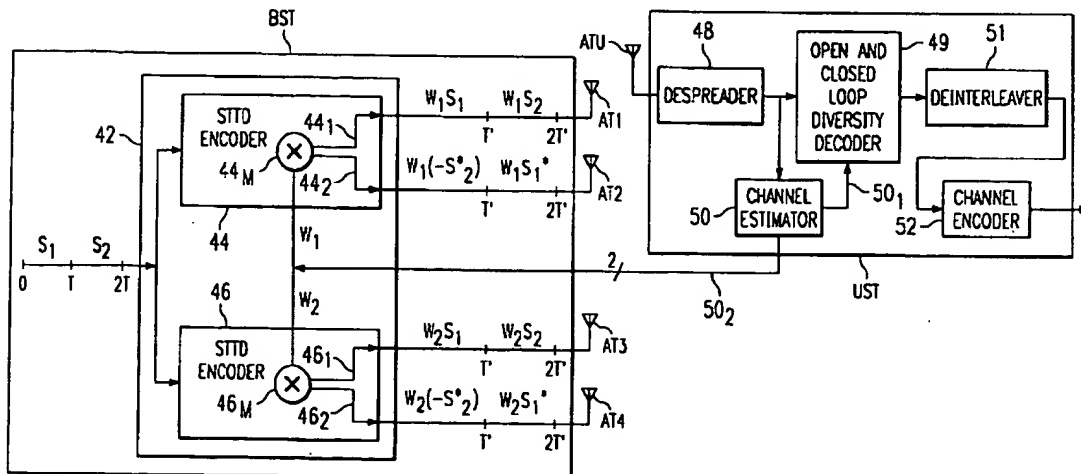 BST
42
STTD
ENCODER
44M
44
441
442
W1
W1S1 W1S2
T' 2T'
AT1
W1(-S*2) W1S1*
T' 2T'
AT2
S1 S2
0 T 2T
W2
46
STTD
ENCODER
46M
461
462
W2S1 W2S2
T' 2T'
AT3
W2(-S*2) W2S1*
T' 2T'
AT4
2
502
ATU
48
DESPREADER
OPEN AND
CLOSED
LOOP
DIVERSITY
DECODER
49
51
DEINTERLEAVER
50
CHANNEL
ESTIMATOR
501
CHANNEL
ENCODER
52
UST